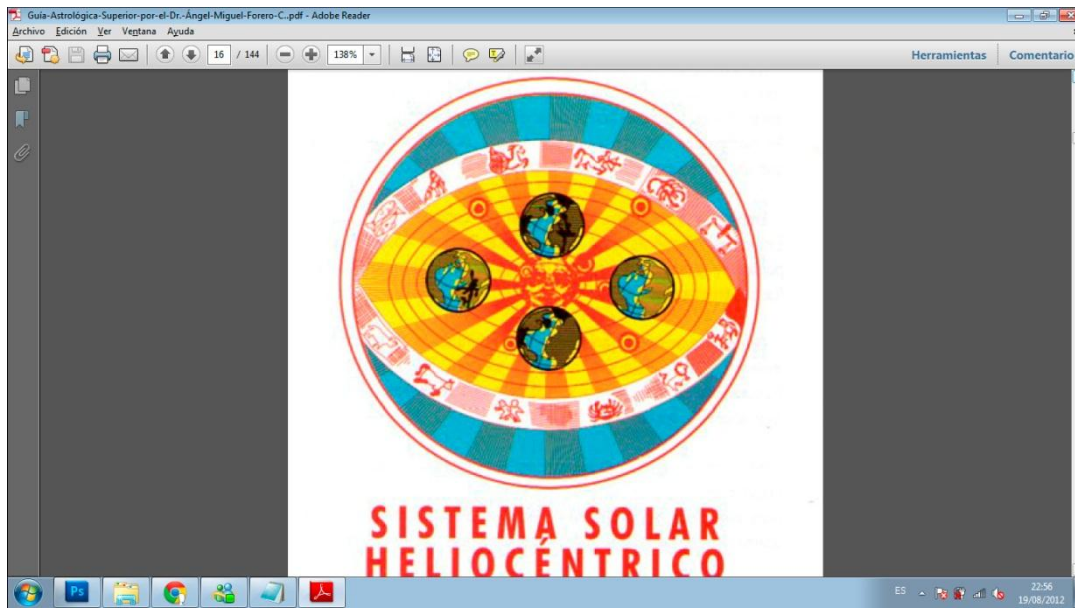 Guía-Astrológica-Superior-por-el-Dr.-Ángel-Miguel-Forero-C..pdf - Adobe Reader
Archivo Edición Ver Ventana Ayuda
16 / 144 138% Herramientas Comentario
SISTEMA SOLAR
HELIOCÉNTRICO
Ps ES 22:56
19/08/2012